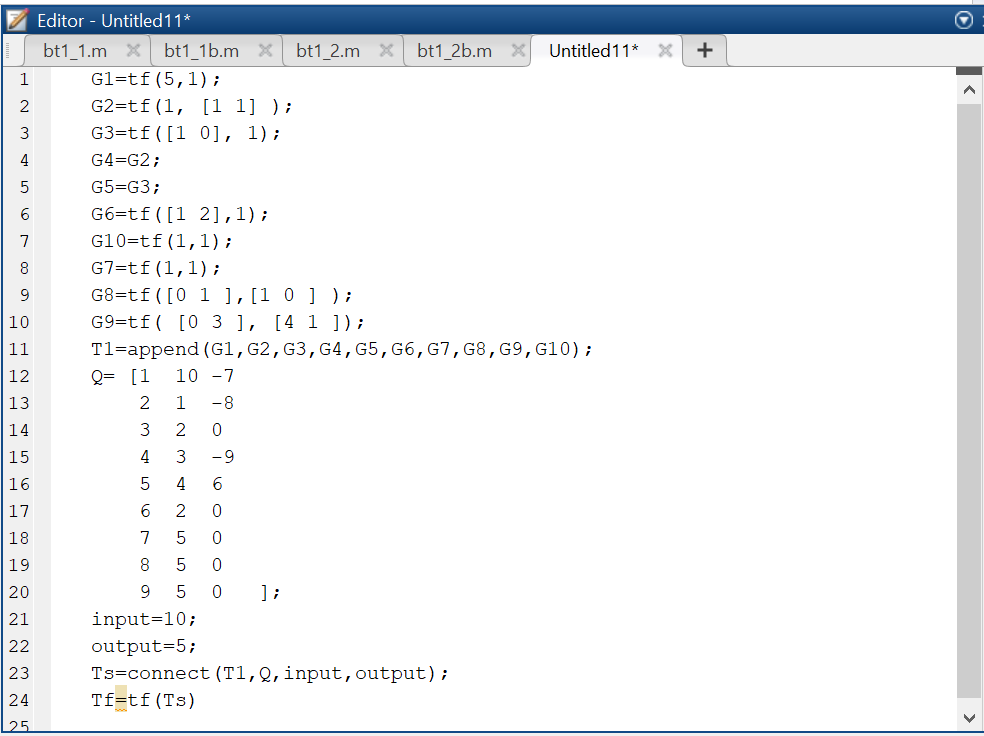 Editor - Untitled11*
bt1_1.m bt1_1b.m bt1_2.m bt1_2b.m Untitled11* +
1 G1=tf(5,1);
2 G2=tf(1, [1 1] );
3 G3=tf([1 0], 1);
4 G4=G2;
5 G5=G3;
6 G6=tf([1 2],1);
7 G10=tf(1,1);
8 G7=tf(1,1);
9 G8=tf([0 1 ],[1 0 ] );
10 G9=tf( [0 3 ], [4 1 ]);
11 T1=append(G1,G2,G3,G4,G5,G6,G7,G8,G9,G10);
12 Q= [1 10 -7
13 2 1 -8
14 3 2 0
15 4 3 -9
16 5 4 6
17 6 2 0
18 7 5 0
19 8 5 0
20 9 5 0 ];
21 input=10;
22 output=5;
23 Ts=connect(T1,Q,input,output);
24 Tf=tf(Ts)
25